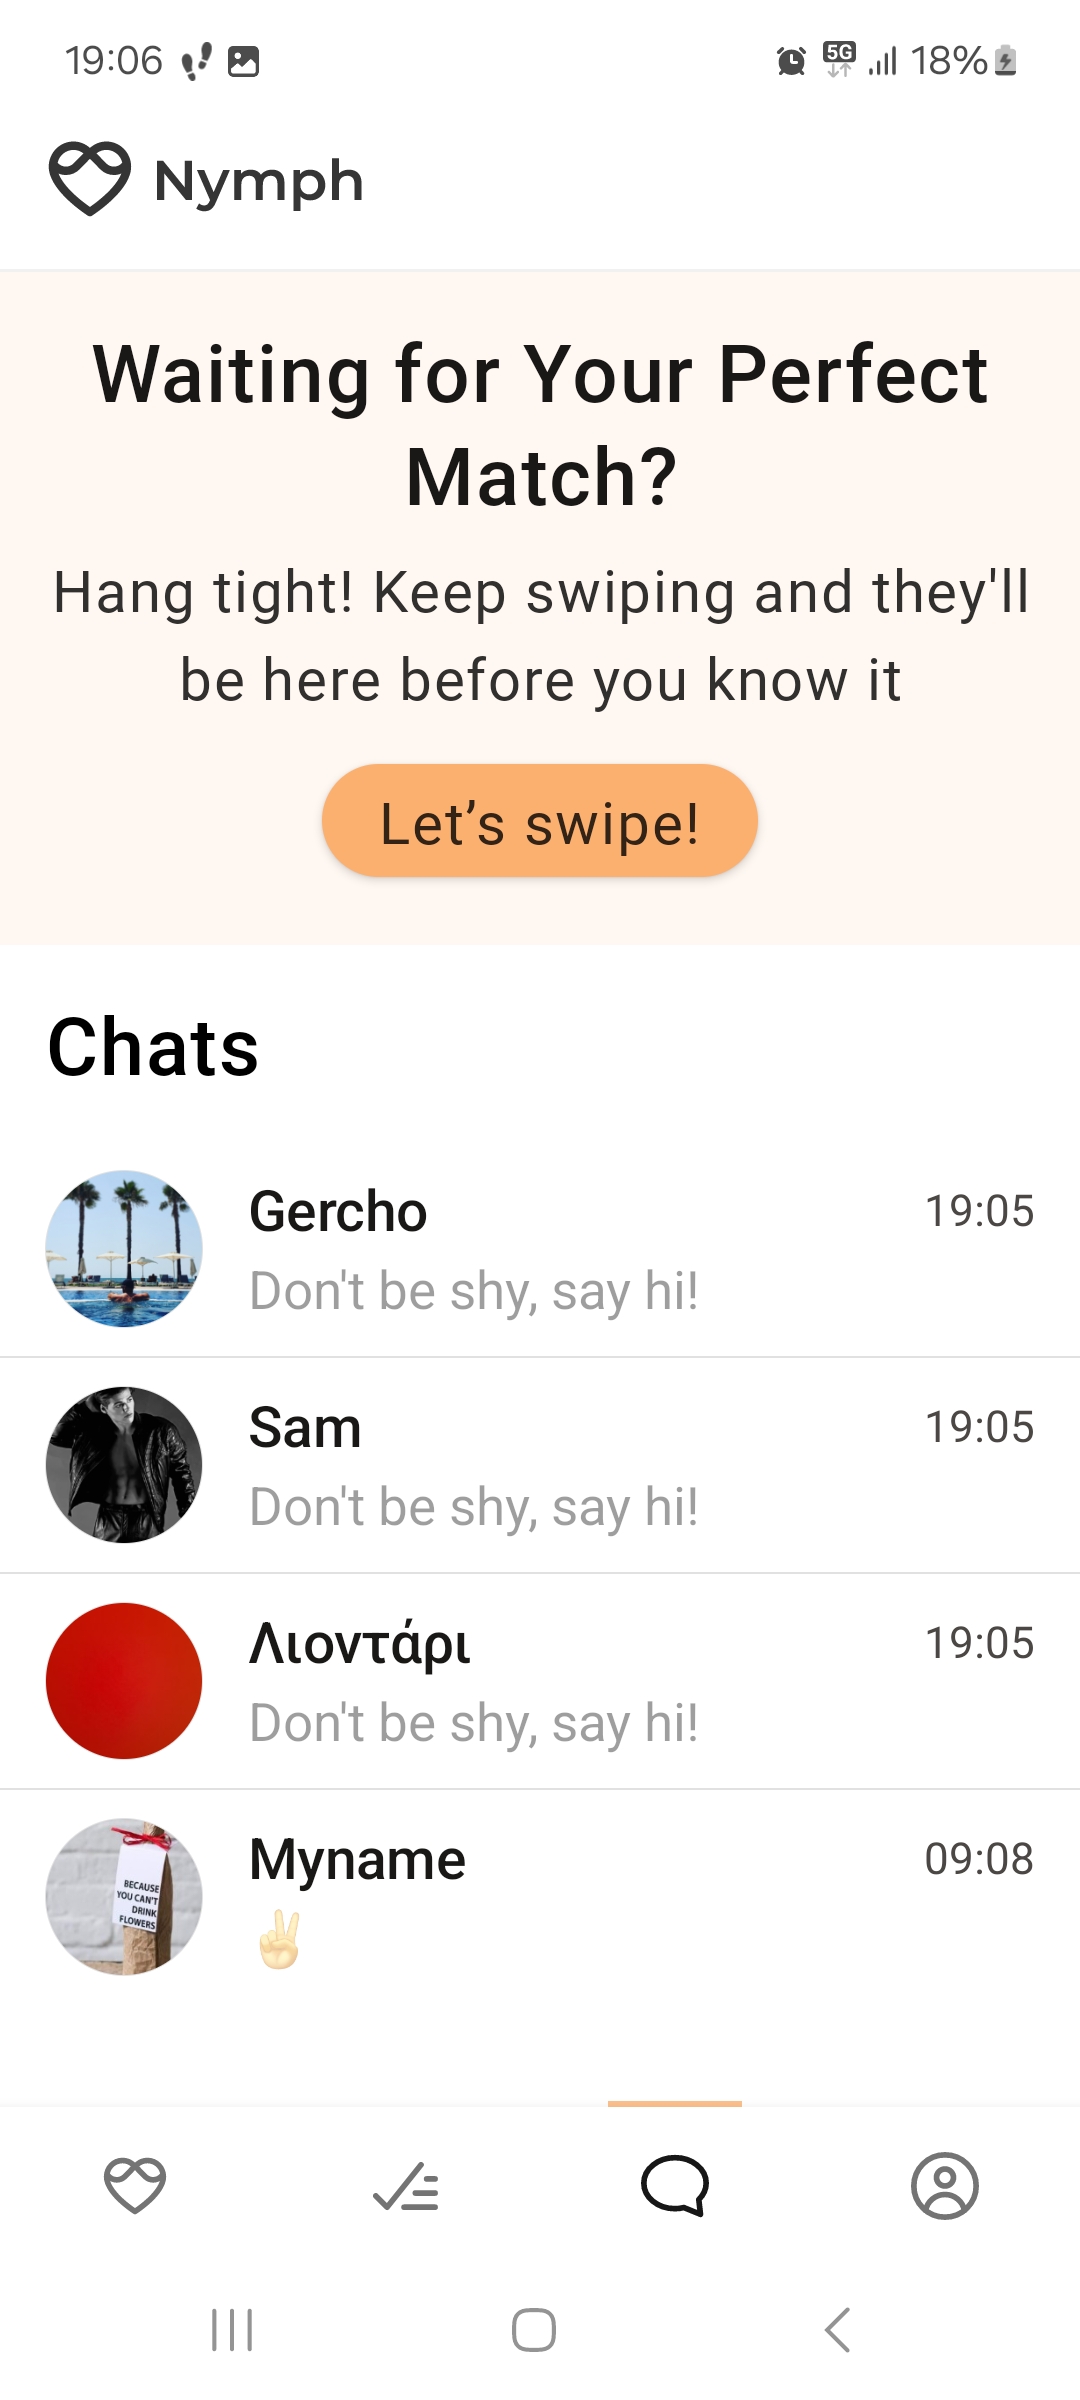 19:06
5G 18%
Nymph
Waiting for Your Perfect
Match?
Hang tight! Keep swiping and they'll
be here before you know it
Let’s swipe!
Chats
Gercho 19:05
Don't be shy, say hi!
Sam 19:05
Don't be shy, say hi!
Λιοντάρι 19:05
Don't be shy, say hi!
Myname 09:08
✌🏻
BECAUSE
YOU CAN'T
DRINK
FLOWERS